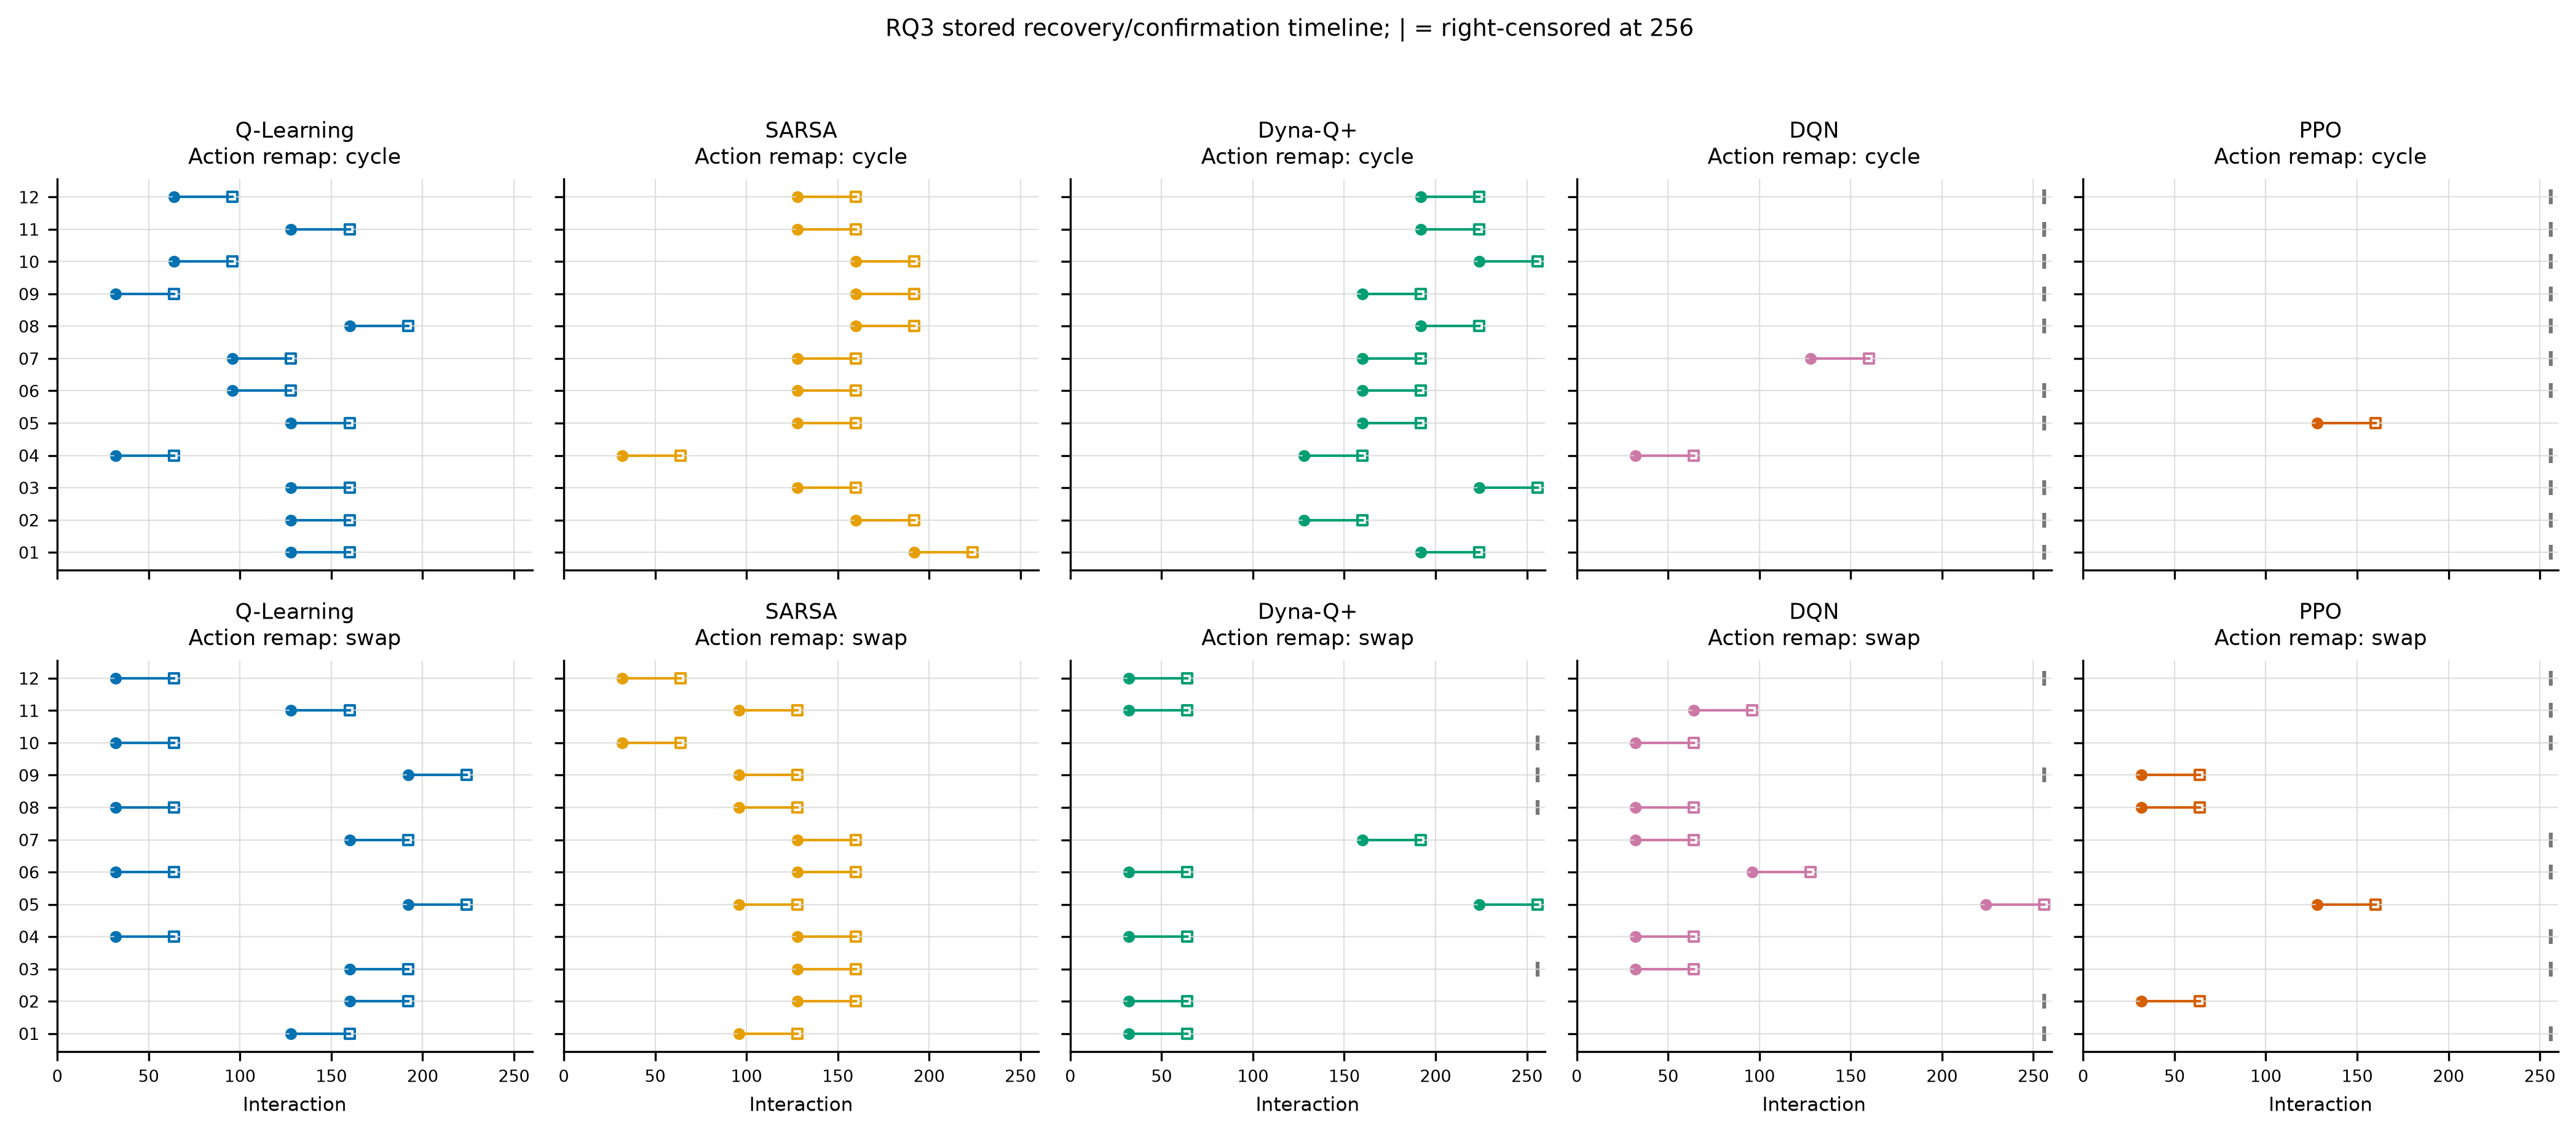 RQ3 stored recovery/confirmation timeline; | = right-censored at 256
Q-Learning
Action remap: cycle
SARSA
Action remap: cycle
Dyna-Q+
Action remap: cycle
DQN
Action remap: cycle
PPO
Action remap: cycle
12
11
10
09
08
07
06
05
04
03
02
01
Q-Learning
Action remap: swap
SARSA
Action remap: swap
Dyna-Q+
Action remap: swap
DQN
Action remap: swap
PPO
Action remap: swap
12
11
10
09
08
07
06
05
04
03
02
01
0 50 100 150 200 250
0 50 100 150 200 250
0 50 100 150 200 250
0 50 100 150 200 250
0 50 100 150 200 250
Interaction
Interaction
Interaction
Interaction
Interaction